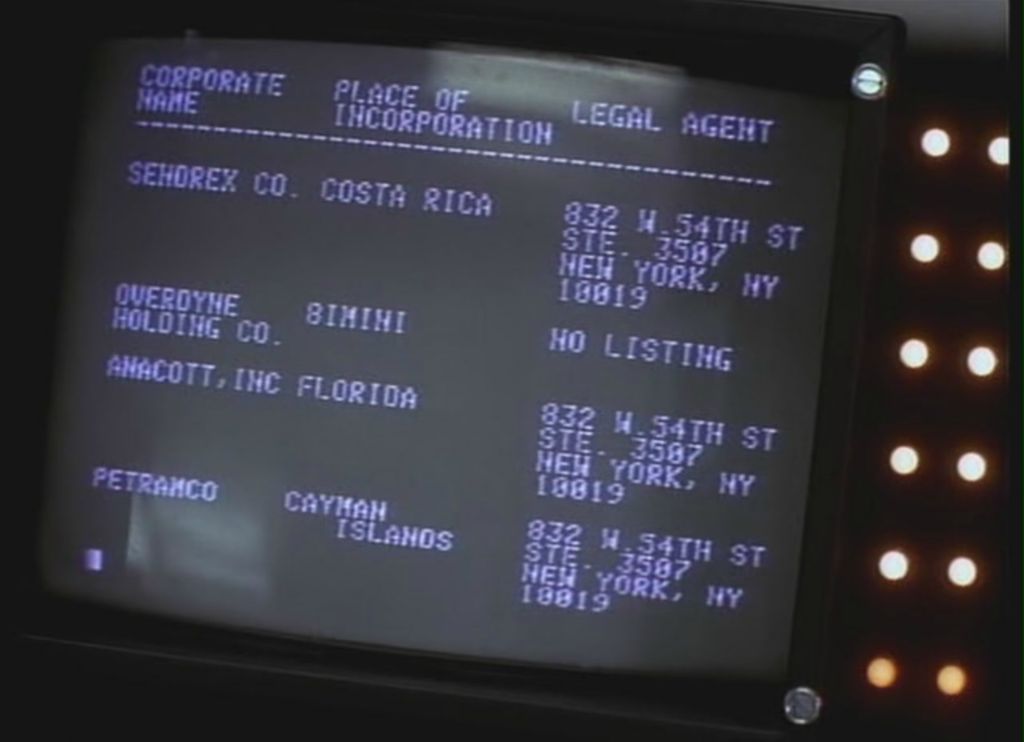 CORPORATE NAME PLACE OF INCORPORATION LEGAL AGENT
--------------------------------------------
SEHOREX CO. COSTA RICA 832 W.54TH ST
STE. 3507
NEW YORK, NY
10019
OVERDYNE HOLDING CO. BIMINI NO LISTING
ANACOTT,INC FLORIDA 832 W.54TH ST
STE. 3507
NEW YORK, NY
10019
PETRAMCO CAYMAN ISLANDS 832 W.54TH ST
STE. 3507
NEW YORK, NY
10019